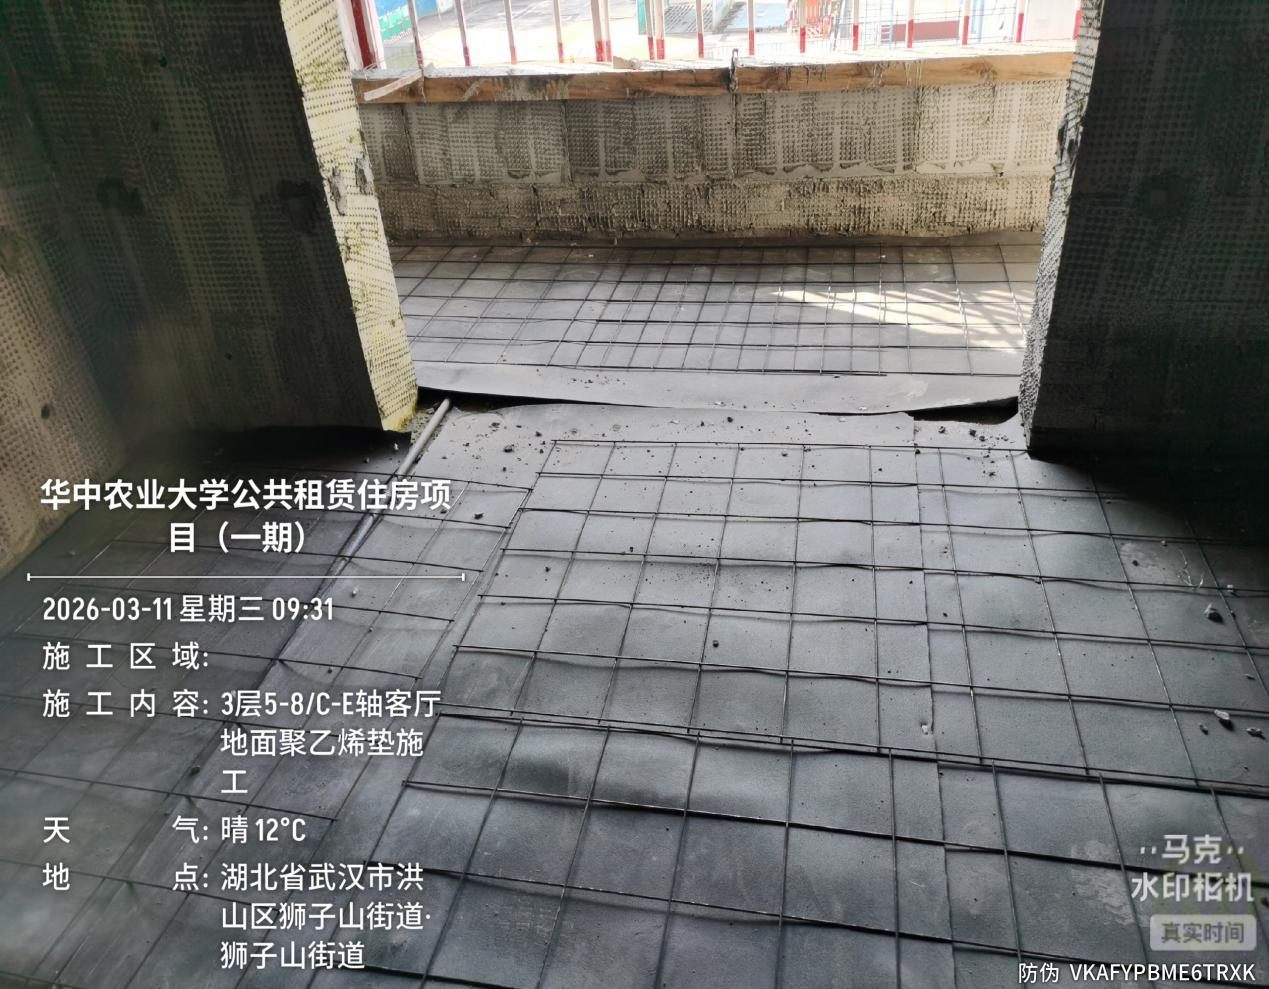 华中农业大学公共租赁住房项
目（一期）
2026-03-11 星期三 09:31
施工区域:
施工内容: 3层5-8/C-E轴客厅
地面聚乙烯垫施
工
天气: 晴 12°C
地点: 湖北省武汉市洪
山区狮子山街道·
狮子山街道
马克
水印相机
真实时间
防伪 VKAFYPBME6TRXK